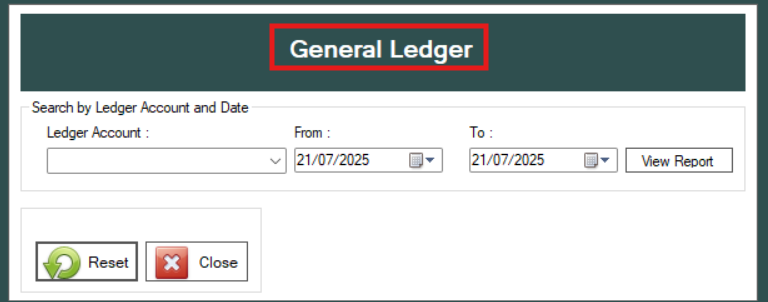 General Ledger
Search by Ledger Account and Date
Ledger Account : From : To :
21/07/2025 21/07/2025 View Report
Reset Close